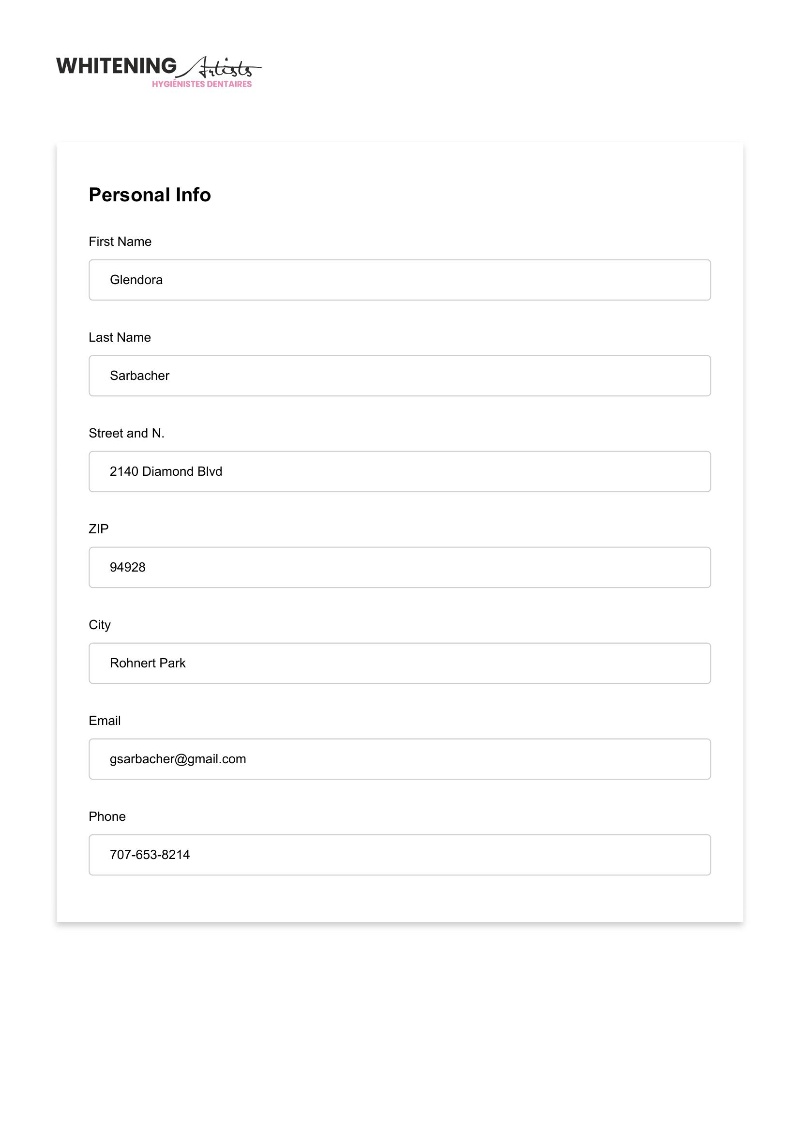 WHITENING Artists
HYGIÉNISTES DENTAIRES
Personal Info
First Name
Glendora
Last Name
Sarbacher
Street and N.
2140 Diamond Blvd
ZIP
94928
City
Rohnert Park
Email
gsarbacher@gmail.com
Phone
707-653-8214